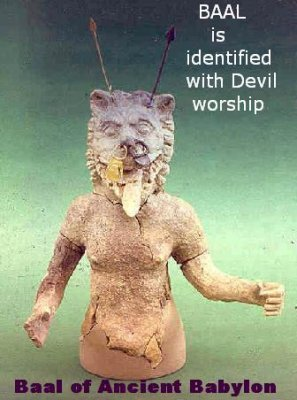 BAAL
is
identified
with Devil
worship
Baal of Ancient Babylon